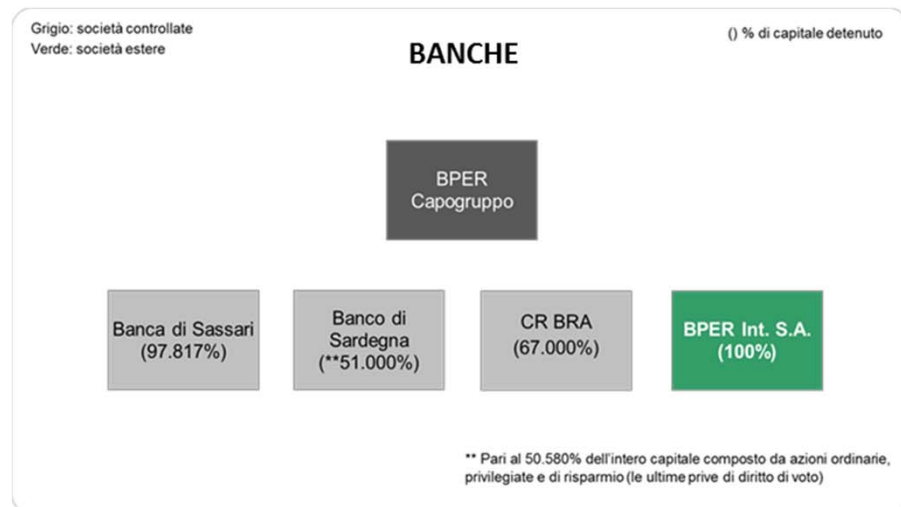 Grigio: società controllate
Verde: società estere
() % di capitale detenuto
BANCHE
BPER
Capogruppo
Banca di Sassari
(97.817%)
Banco di
Sardegna
(**51.000%)
CR BRA
(67.000%)
BPER Int. S.A.
(100%)
** Pari al 50.580% dell'intero capitale composto da azioni ordinarie,
privilegiate e di risparmio (le ultime prive di diritto di voto)